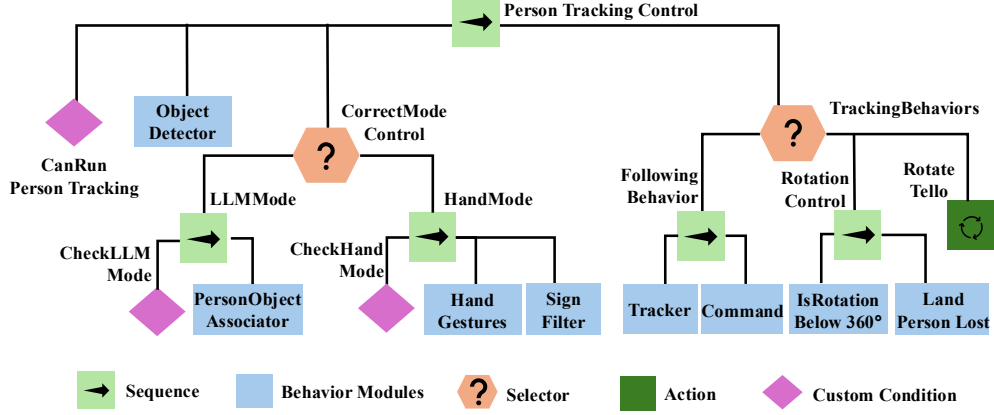 Person Tracking Control
CanRun
Person Tracking
Object
Detector
CorrectMode
Control
?
TrackingBehaviors
?
LLMMode
HandMode
CheckLLM
Mode
PersonObject
Associator
CheckHand
Mode
Hand
Gestures
Sign
Filter
Following
Behavior
Rotation
Control
Rotate
Tello
Tracker
Command
IsRotation
Below 360°
Land
Person Lost
Sequence
Behavior Modules
?
Selector
Action
Custom Condition